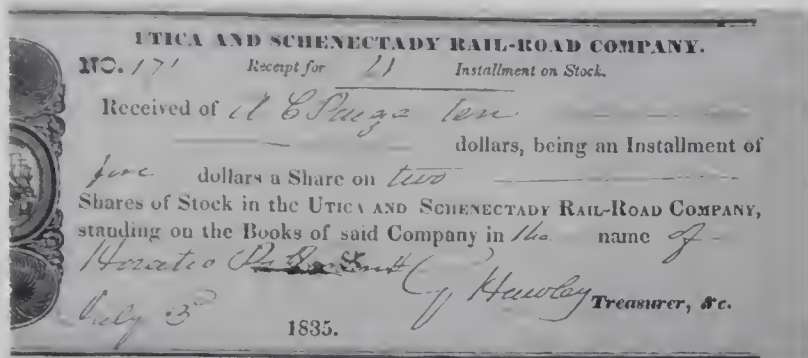 UTICA AND SCHENECTADY RAIL-ROAD COMPANY.
NO. 171 Receipt for 11 Installment on Stock.
Received of A C Paige ten
dollars, being an Installment of
five dollars a Share on two
Shares of Stock in the UTICA AND SCHENECTADY RAIL-ROAD COMPANY,
standing on the Books of said Company in the name of
Horatio Hawley Treasurer, &c.
July 3rd 1835.